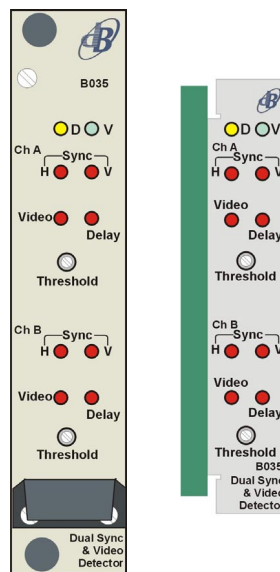 B035
D V
Ch A
Sync
H V
Video
Delay
Threshold
Ch B
Sync
H V
Video
Delay
Threshold
Dual Sync
& Video
Detector
D V
Ch A
Sync
H V
Video
Delay
Threshold
Ch B
Sync
H V
Video
Delay
Threshold
B035
Dual Sync
& Video
Detector